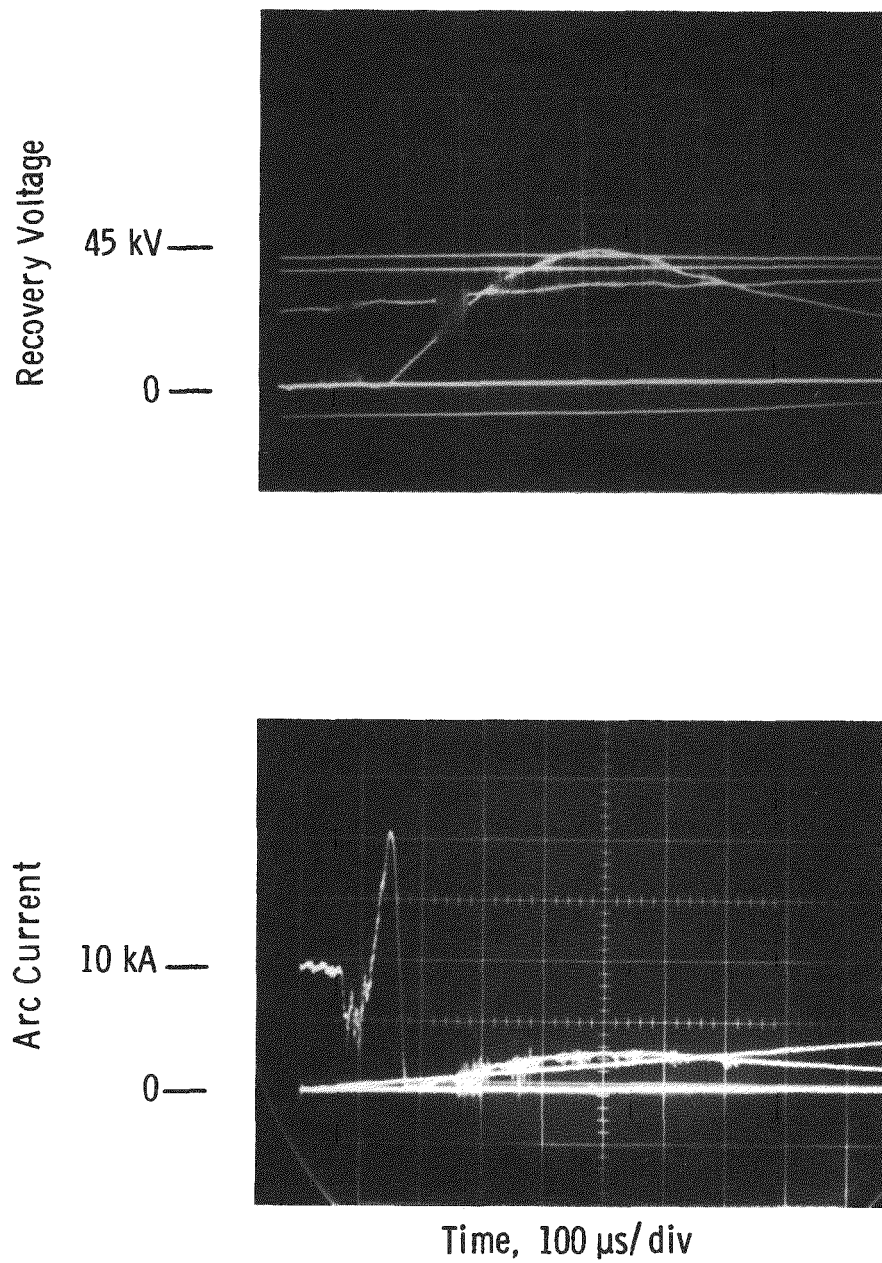 Recovery Voltage
45 kV
0
Arc Current
10 kA
0
Time, 100 μs/div